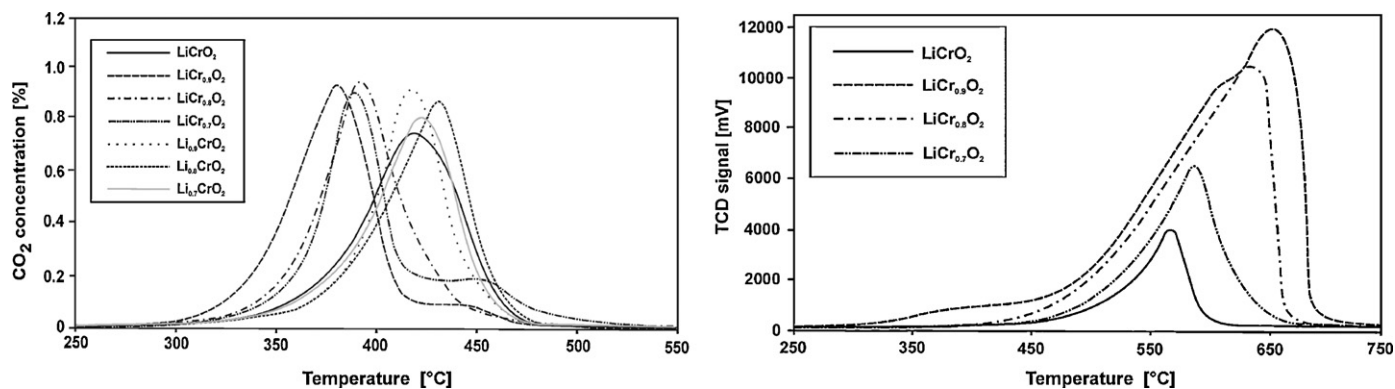 CO₂ concentration [%]
1.2
1.0
0.8
0.6
0.4
0.2
0
LiCrO₂
LiCr₀.₉O₂
LiCr₀.₈O₂
LiCr₀.₇O₂
Li₀.₉CrO₂
Li₀.₈CrO₂
Li₀.₇CrO₂
250 300 350 400 450 500 550
Temperature [°C]
TCD signal [mV]
12000
10000
8000
6000
4000
2000
0
LiCrO₂
LiCr₀.₉O₂
LiCr₀.₈O₂
LiCr₀.₇O₂
250 350 450 550 650 750
Temperature [°C]